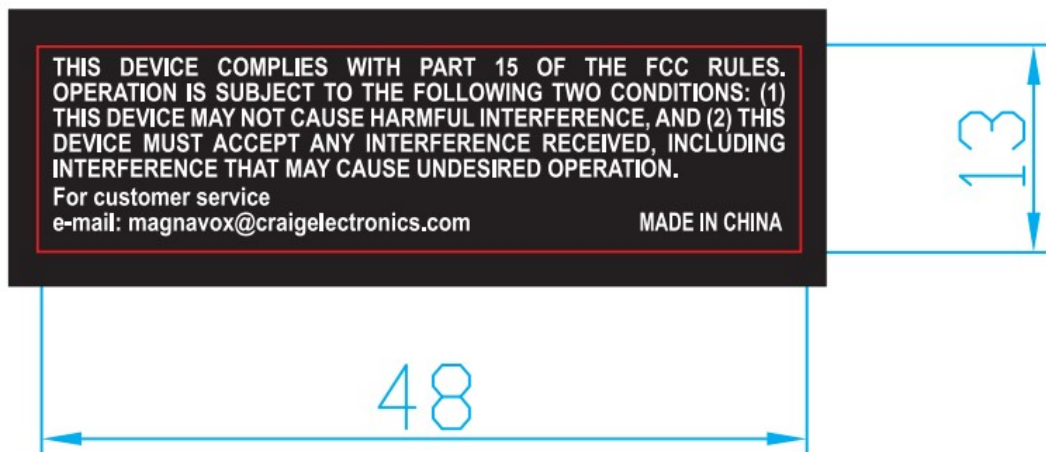 THIS DEVICE COMPLIES WITH PART 15 OF THE FCC RULES.
OPERATION IS SUBJECT TO THE FOLLOWING TWO CONDITIONS: (1)
THIS DEVICE MAY NOT CAUSE HARMFUL INTERFERENCE, AND (2) THIS
DEVICE MUST ACCEPT ANY INTERFERENCE RECEIVED, INCLUDING
INTERFERENCE THAT MAY CAUSE UNDESIRED OPERATION.
For customer service
e-mail: magnavox@craigelectronics.com MADE IN CHINA
13
48